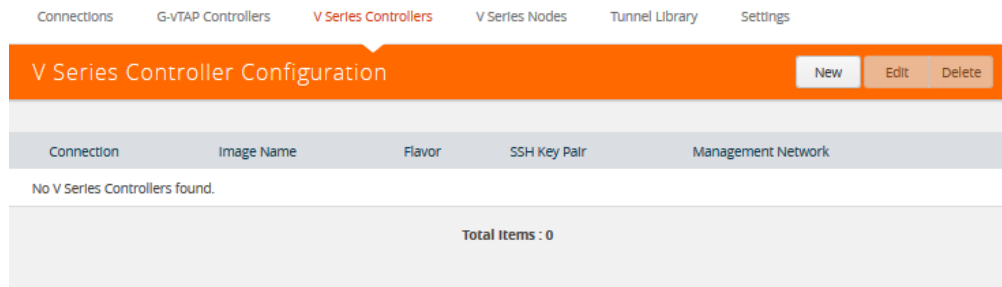 Connections G-vTAP Controllers V Series Controllers V Series Nodes Tunnel Library Settings
V Series Controller Configuration New Edit Delete
Connection Image Name Flavor SSH Key Pair Management Network
No V Series Controllers found.
Total Items : 0